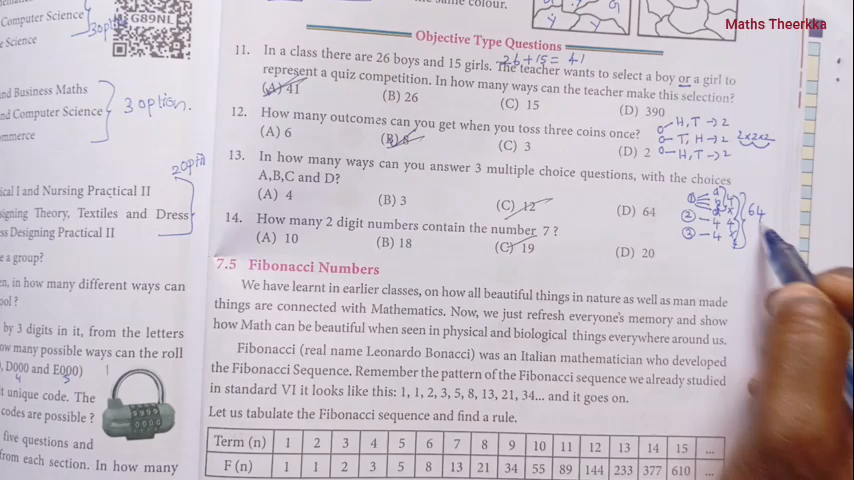 the same colour.
Maths Theerkka
Computer Science
e Science
3 option
G89NL
nd Business Maths
nd Computer Science
ommerce
3 option.
2 option
ical I and Nursing Practical II
signing Theory, Textiles and Dress
ss Designing Practical II
e a group?
en, in how many different ways can
ool ?
by 3 digits in it, from the letters
ow many possible ways can the roll
D000 and E000)
4 5
t unique code. The
codes are possible ?
five questions and
from each section. In how many
Y Y G
Objective Type Questions
26+15= 41
11. In a class there are 26 boys and 15 girls. The teacher wants to select a boy or a girl to
represent a quiz competition. In how many ways can the teacher make this selection?
(A) 41 (B) 26 (C) 15 (D) 390
12. How many outcomes can you get when you toss three coins once?
(A) 6 (B) 8 (C) 3 (D) 2
H, T → 2
T, H → 2 2x2x2
H, T → 2
13. In how many ways can you answer 3 multiple choice questions, with the choices
A,B,C and D?
(A) 4 (B) 3 (C) 12 (D) 64
① 4
② – 4 4
③ – 4
64
14. How many 2 digit numbers contain the number 7 ?
(A) 10 (B) 18 (C) 19 (D) 20
7.5 Fibonacci Numbers
We have learnt in earlier classes, on how all beautiful things in nature as well as man made
things are connected with Mathematics. Now, we just refresh everyone's memory and show
how Math can be beautiful when seen in physical and biological things everywhere around us.
Fibonacci (real name Leonardo Bonacci) was an Italian mathematician who developed
the Fibonacci Sequence. Remember the pattern of the Fibonacci sequence we already studied
in standard VI it looks like this: 1, 1, 2, 3, 5, 8, 13, 21, 34... and it goes on.
Let us tabulate the Fibonacci sequence and find a rule.
Term (n) 1 2 3 4 5 6 7 8 9 10 11 12 13 14 15 ...
F (n) 1 1 2 3 5 8 13 21 34 55 89 144 233 377 610 ...